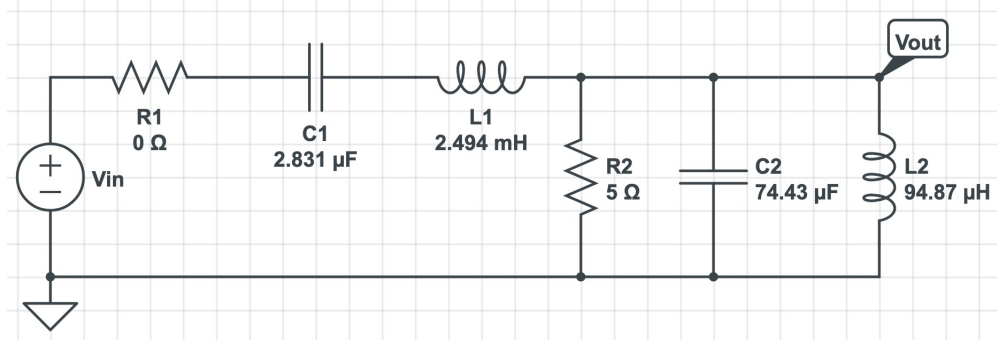 Vout
R1
0 Ω
C1
2.831 µF
L1
2.494 mH
Vin
R2
5 Ω
C2
74.43 µF
L2
94.87 µH